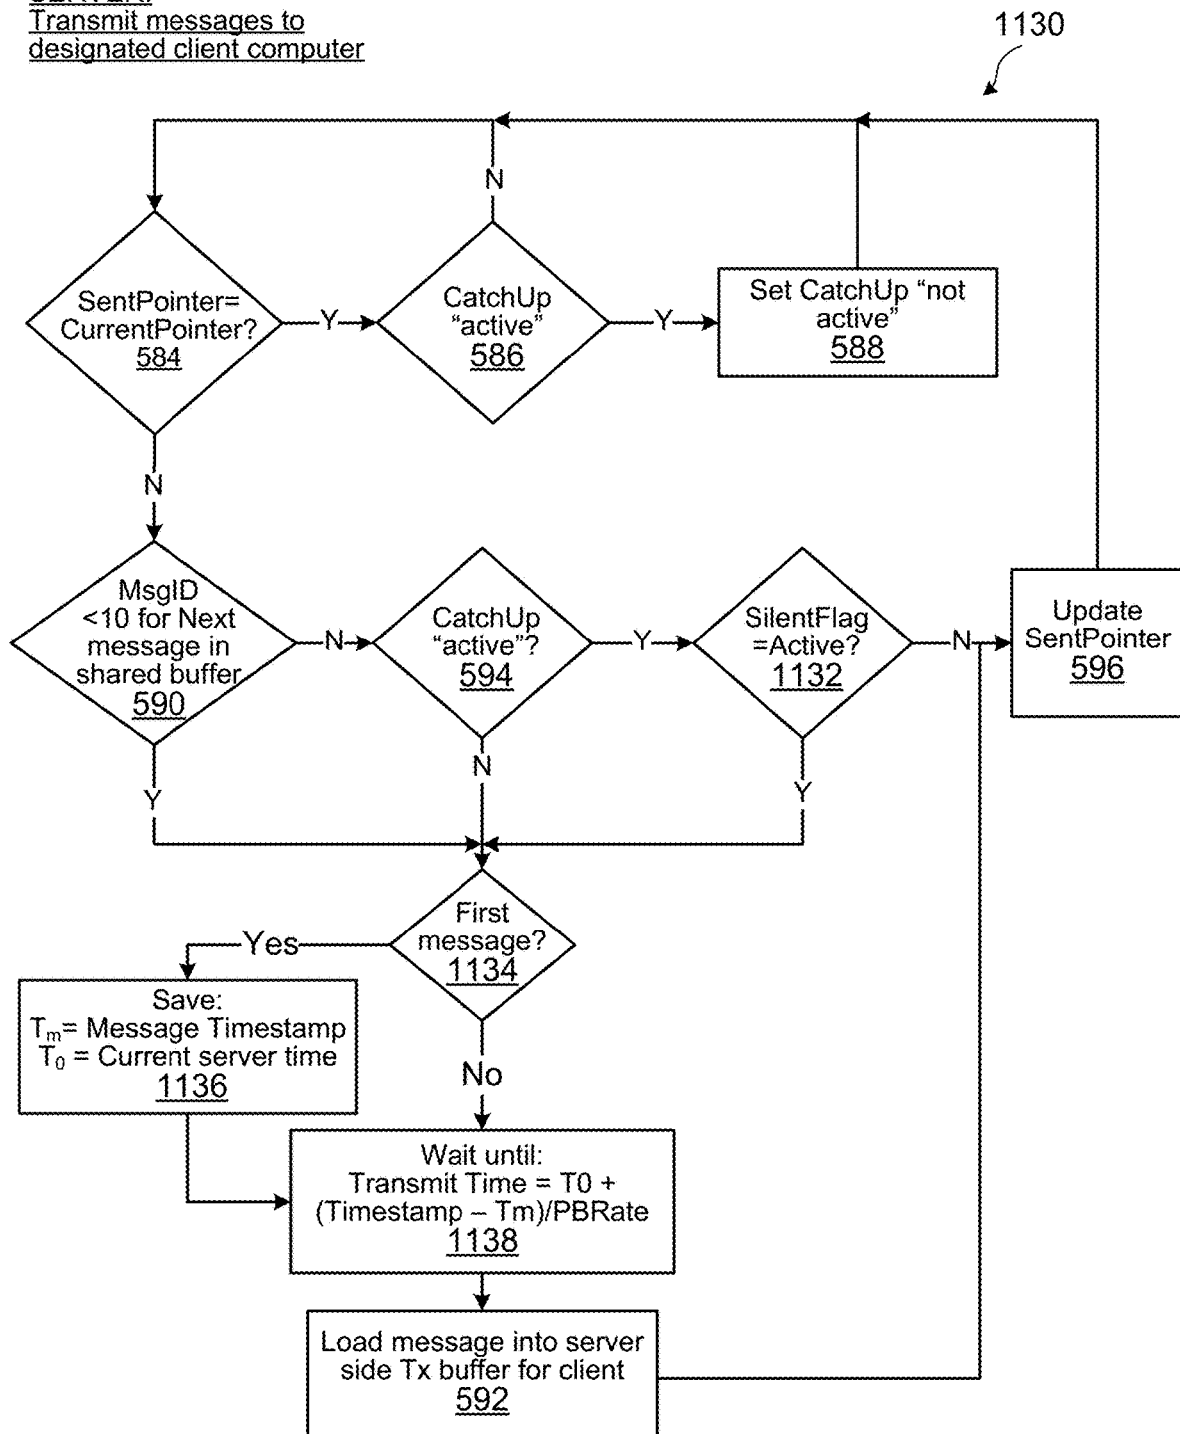 Transmit messages to
designated client computer
1130
SentPointer=
CurrentPointer?
584
Y
CatchUp
"active"
586
N
Y
Set CatchUp "not
active"
588
N
MsgID
<10 for Next
message in
shared buffer
590
N
CatchUp
"active"?
594
Y
SilentFlag
=Active?
1132
N
Update
SentPointer
596
Y
N
Y
First
message?
1134
Yes
Save:
Tm= Message Timestamp
T0 = Current server time
1136
No
Wait until:
Transmit Time = T0 +
(Timestamp – Tm)/PBRate
1138
Load message into server
side Tx buffer for client
592